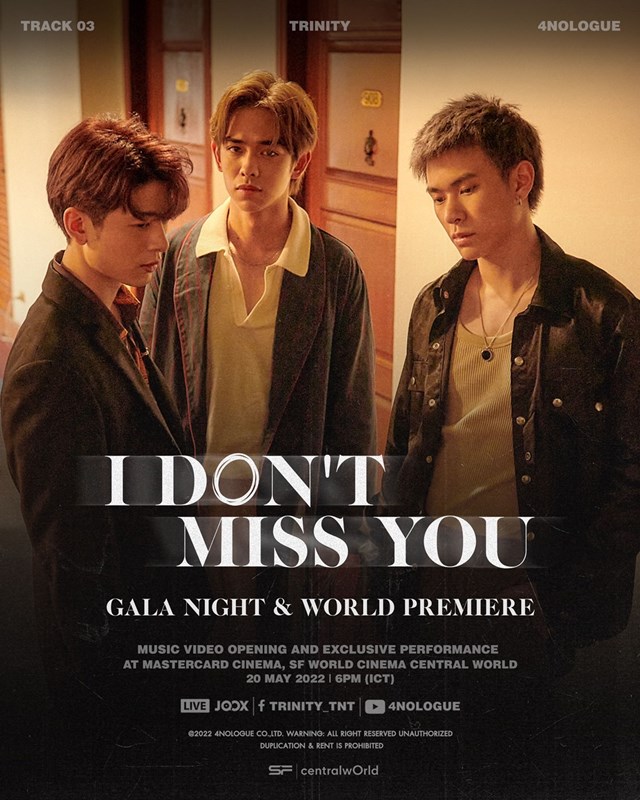 TRACK 03 TRINITY 4NOLOGUE
I DON'T
MISS YOU
GALA NIGHT & WORLD PREMIERE
MUSIC VIDEO OPENING AND EXCLUSIVE PERFORMANCE
AT MASTERCARD CINEMA, SF WORLD CINEMA CENTRAL WORLD
20 MAY 2022 | 6PM (ICT)
LIVE JOOX | f TRINITY_TNT | 4NOLOGUE
©2022 4NOLOGUE CO.,LTD. WARNING: ALL RIGHT RESERVED UNAUTHORIZED
DUPLICATION & RENT IS PROHIBITED
SF | centralwOrld